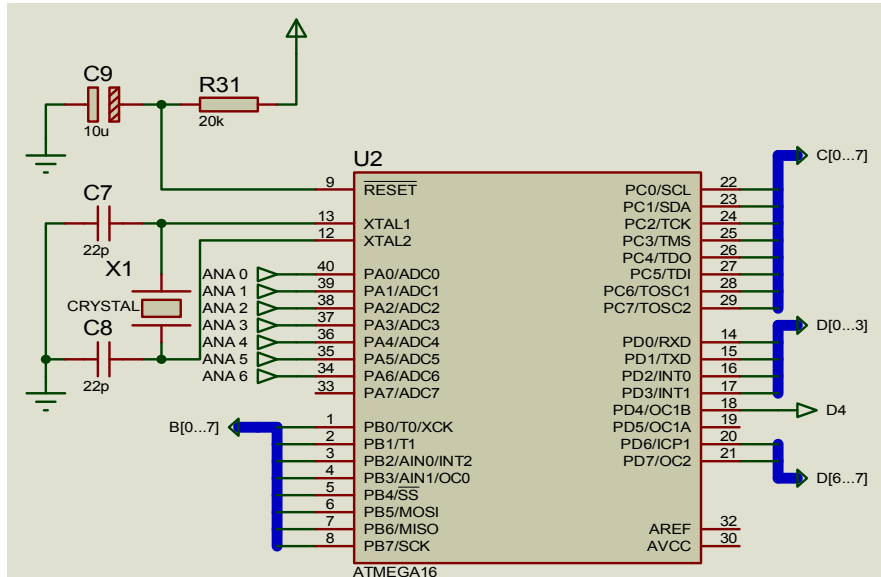 C9
10u
R31
20k
U2
C7
22p
X1
CRYSTAL
C8
22p
ANA 0
ANA 1
ANA 2
ANA 3
ANA 4
ANA 5
ANA 6
B[0...7]
9 RESET
13 XTAL1
12 XTAL2
40 PA0/ADC0
39 PA1/ADC1
38 PA2/ADC2
37 PA3/ADC3
36 PA4/ADC4
35 PA5/ADC5
34 PA6/ADC6
33 PA7/ADC7
1 PB0/T0/XCK
2 PB1/T1
3 PB2/AIN0/INT2
4 PB3/AIN1/OC0
5 PB4/SS
6 PB5/MOSI
7 PB6/MISO
8 PB7/SCK
PC0/SCL 22
PC1/SDA 23
PC2/TCK 24
PC3/TMS 25
PC4/TDO 26
PC5/TDI 27
PC6/TOSC1 28
PC7/TOSC2 29
PD0/RXD 14
PD1/TXD 15
PD2/INT0 16
PD3/INT1 17
PD4/OC1B 18
PD5/OC1A 19
PD6/ICP1 20
PD7/OC2 21
AREF 32
AVCC 30
C[0...7]
D[0...3]
D4
D[6...7]
ATMEGA16